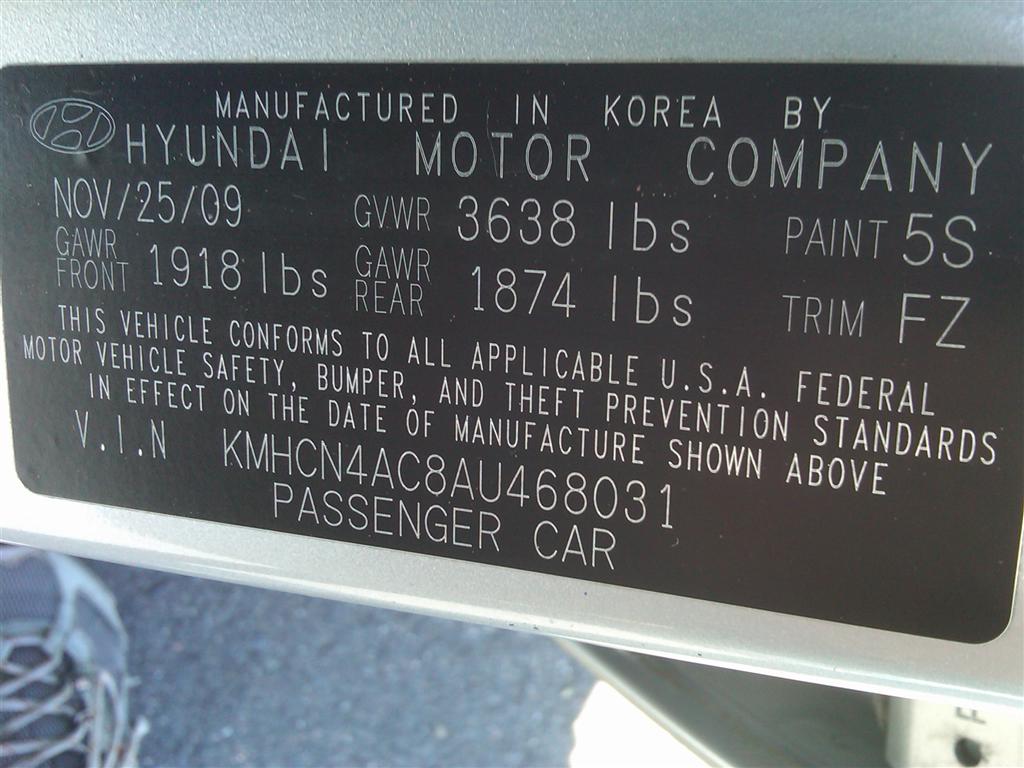 MANUFACTURED IN KOREA BY
HYUNDAI MOTOR COMPANY
NOV/25/09 GVWR 3638 lbs PAINT 5S
GAWR FRONT 1918 lbs GAWR REAR 1874 lbs TRIM FZ
THIS VEHICLE CONFORMS TO ALL APPLICABLE U.S.A. FEDERAL
MOTOR VEHICLE SAFETY, BUMPER, AND THEFT PREVENTION STANDARDS
IN EFFECT ON THE DATE OF MANUFACTURE SHOWN ABOVE
V.I.N KMHCN4AC8AU468031
PASSENGER CAR